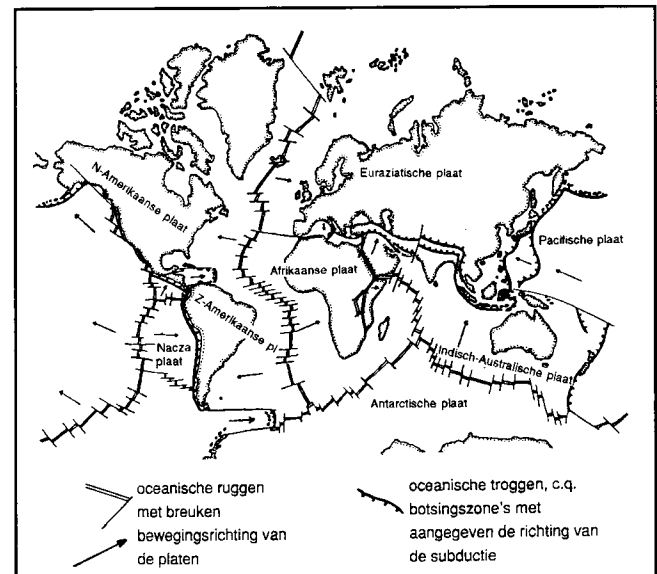 N-Amerikaanse plaat
Euraziatische plaat
Pacifische plaat
Afrikaanse plaat
Z-Amerikaanse pl
Nacza
plaat
Indisch-Australische plaat
Antarctische plaat
oceanische ruggen
met breuken
bewegingsrichting van
de platen
oceanische troggen, c.q.
botsingszone's met
aangegeven de richting van
de subductie